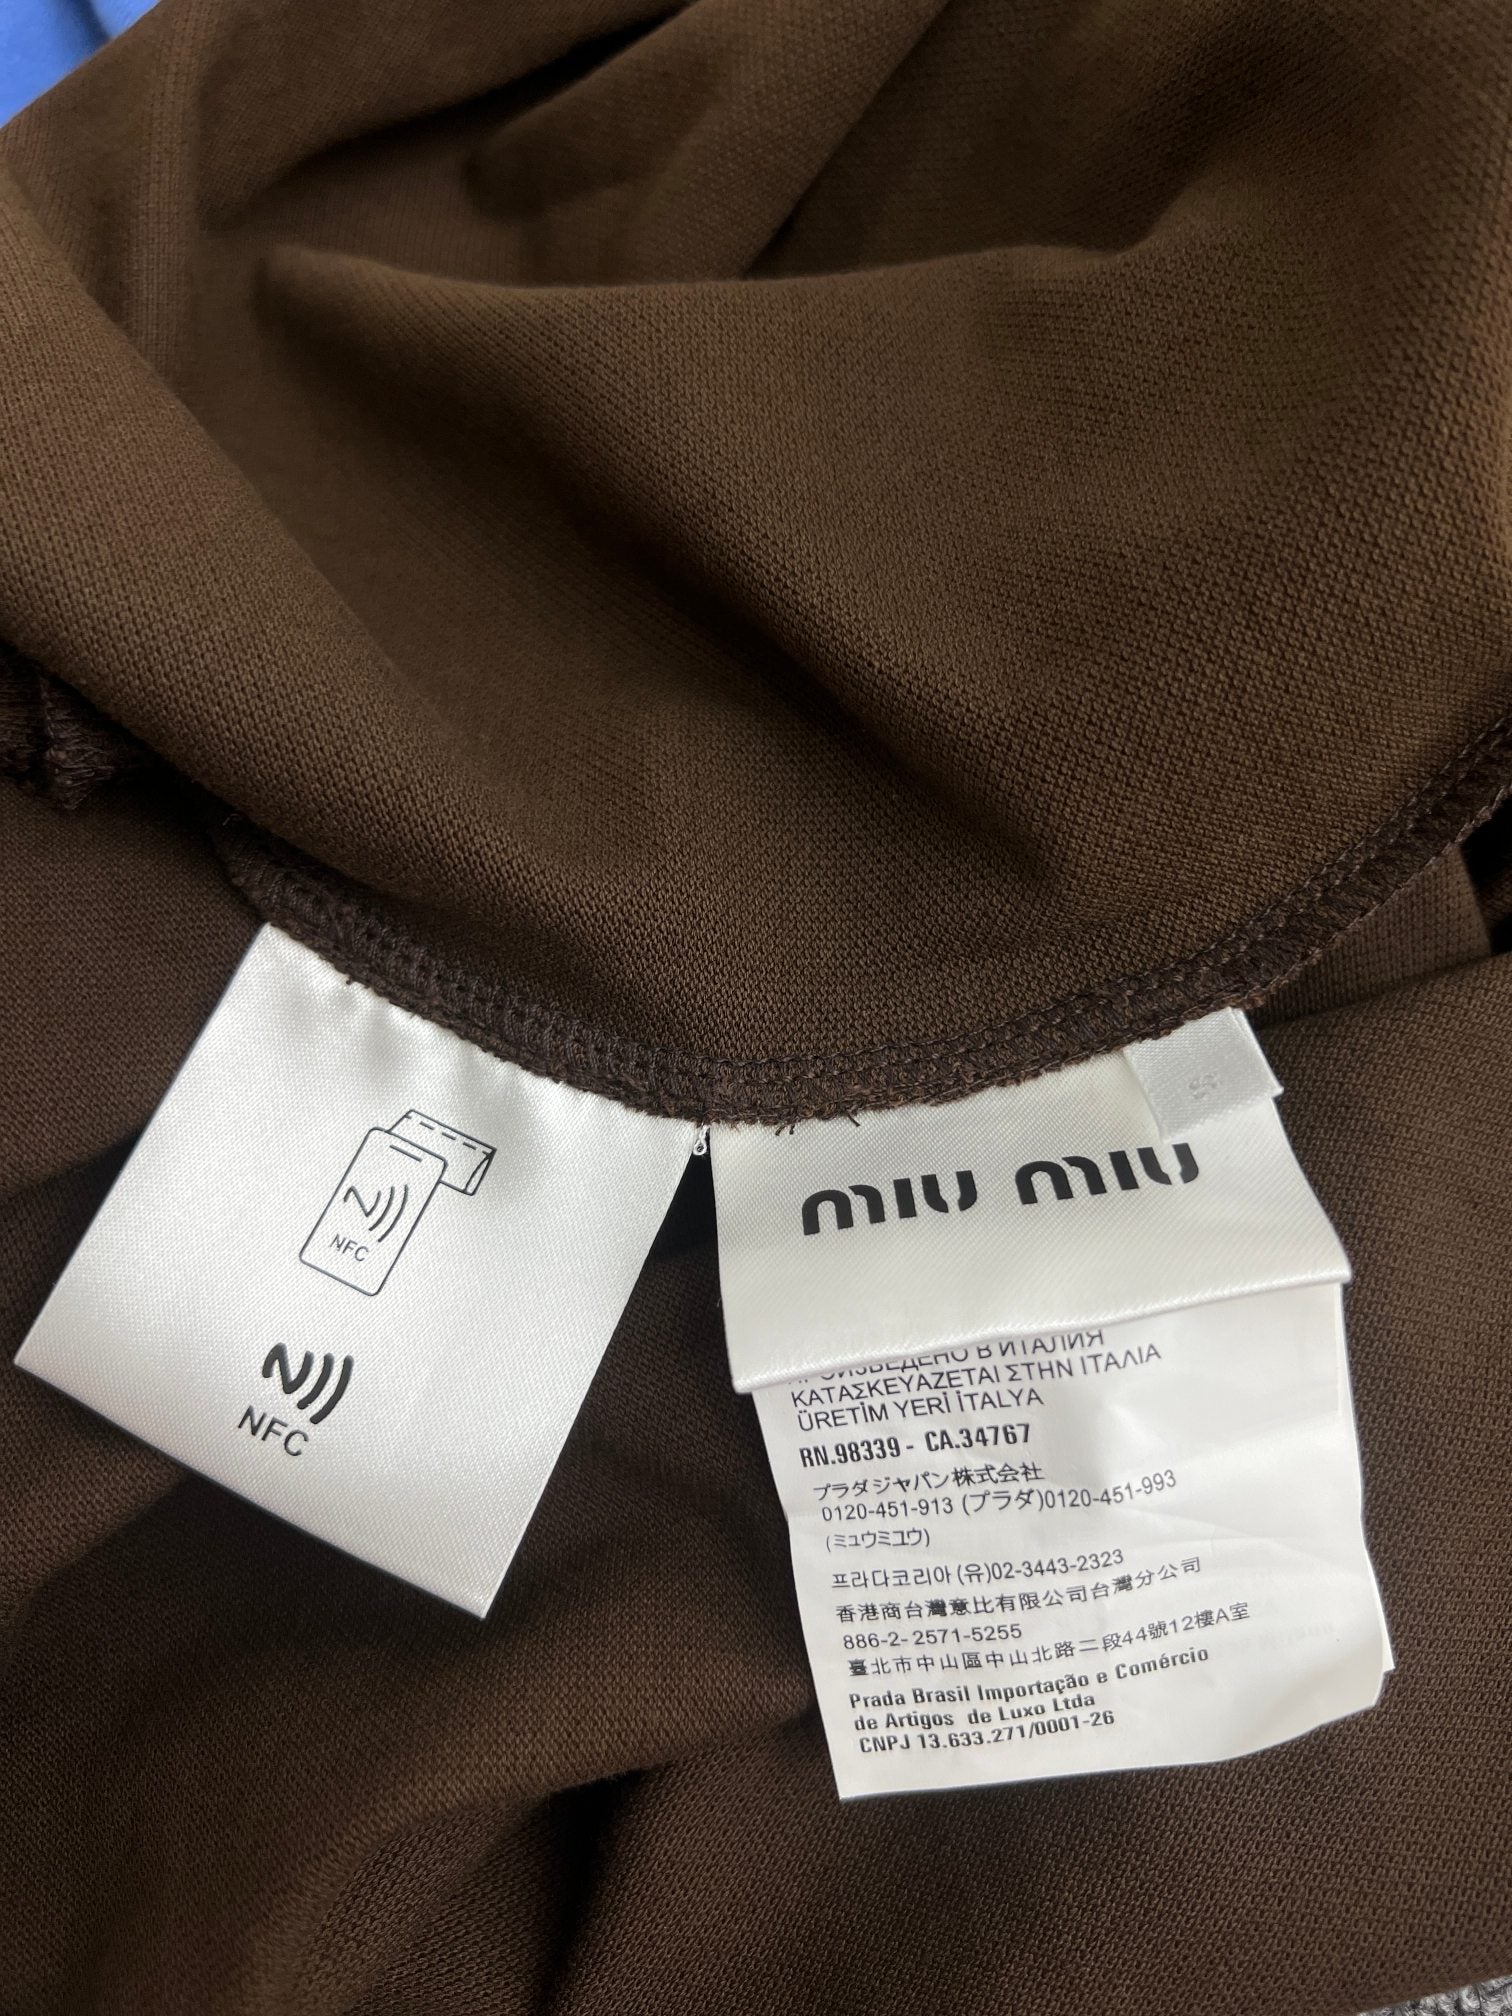 NFC
NFC
S
miu miu
ПРОИЗВЕДЕНО В ИТАЛИЯ
ΚΑΤΑΣΚΕΥΑΖΕΤΑΙ ΣΤΗΝ ΙΤΑΛΙΑ
ÜRETİM YERİ İTALYA
RN.98339 - CA.34767
プラダジャパン株式会社
0120-451-913 (プラダ)0120-451-993
(ミュウミュウ)
프라다코리아(유)02-3443-2323
香港商台灣意比有限公司台灣分公司
886-2- 2571-5255
臺北市中山區中山北路二段44號12樓A室
Prada Brasil Importação e Comércio
de Artigos de Luxo Ltda
CNPJ 13.633.271/0001-26